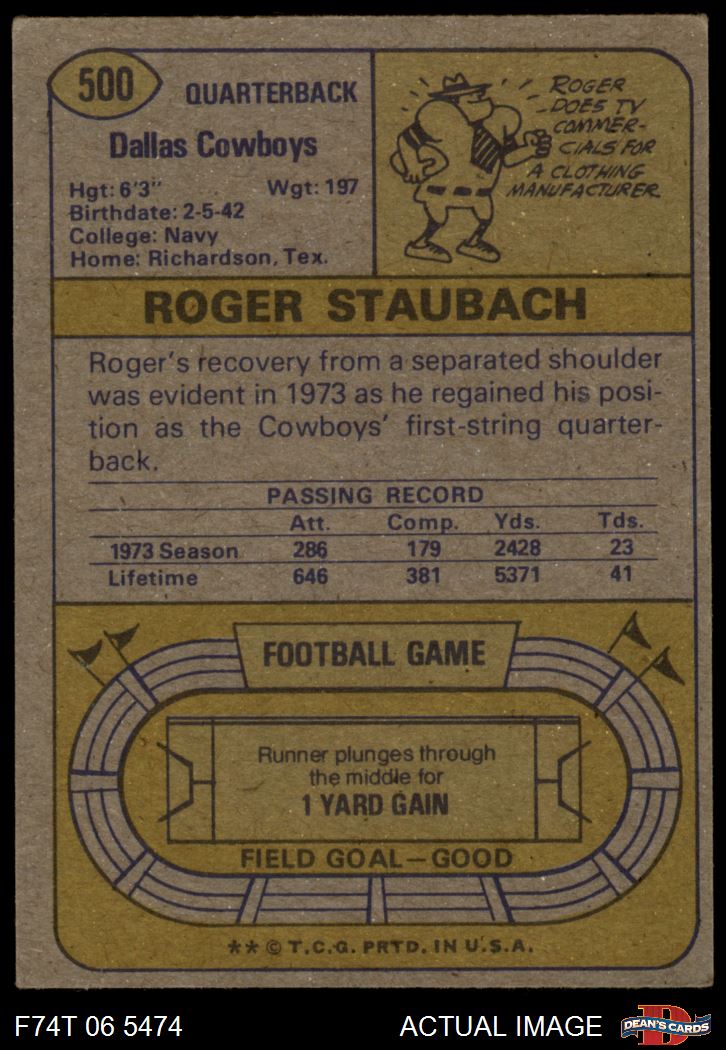 500
QUARTERBACK
Dallas Cowboys
Hgt: 6'3" Wgt: 197
Birthdate: 2-5-42
College: Navy
Home: Richardson, Tex.
ROGER
DOES TV
COMMER-
CIALS FOR
A CLOTHING
MANUFACTURER
ROGER STAUBACH
Roger's recovery from a separated shoulder
was evident in 1973 as he regained his posi-
tion as the Cowboys' first-string quarter-
back.
PASSING RECORD
Att. Comp. Yds. Tds.
1973 Season 286 179 2428 23
Lifetime 646 381 5371 41
FOOTBALL GAME
Runner plunges through
the middle for
1 YARD GAIN
FIELD GOAL—GOOD
** © T.C.G. PRTD. IN U.S.A.
F74T 06 5474 ACTUAL IMAGE
D
DEAN'S CARDS